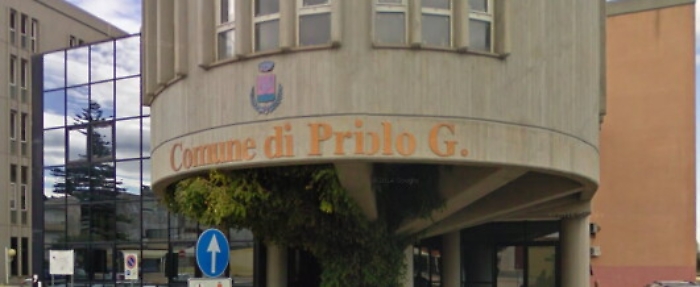 Comune di Priolo G.